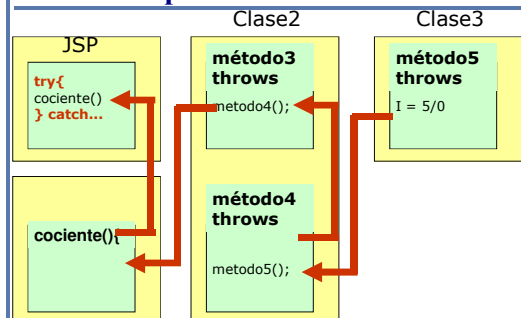 Clase2
Clase3
JSP
try{
cociente()
} catch...
método3
throws
metodo4();
método5
throws
I = 5/0
cociente(){
método4
throws
metodo5();